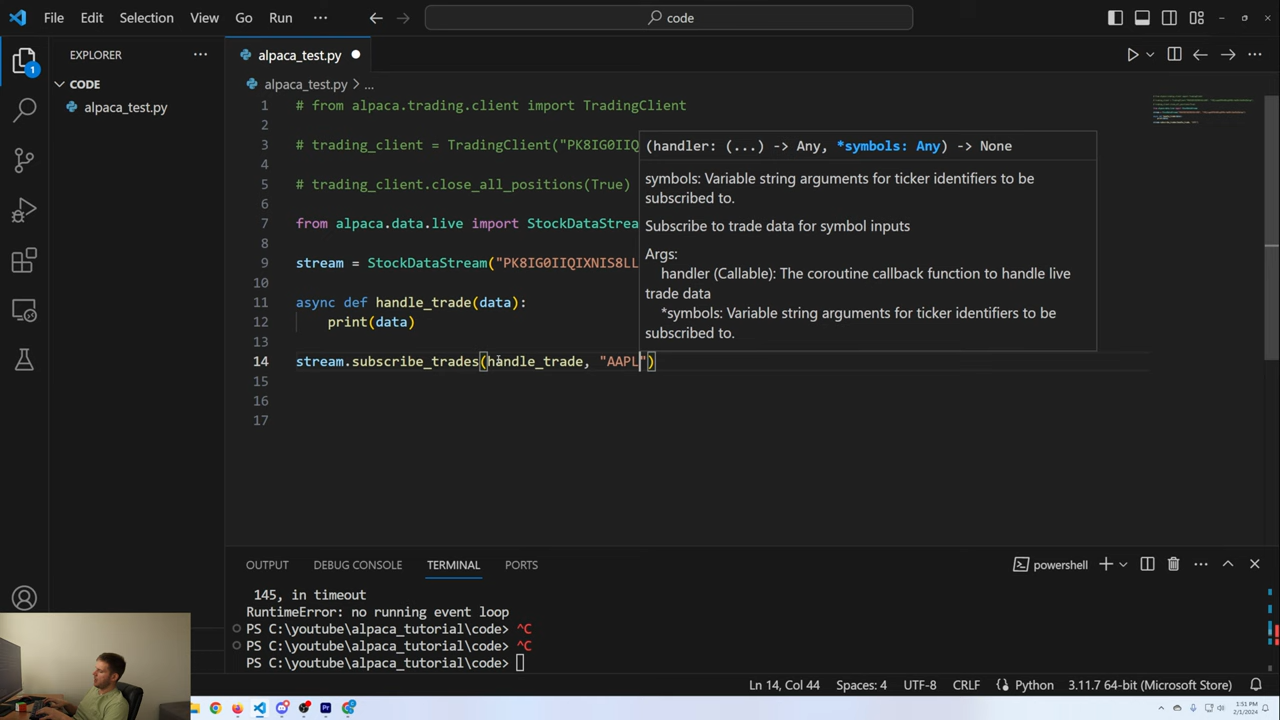 File Edit Selection View Go Run ··· code
EXPLORER ···
alpaca_test.py
1
CODE
alpaca_test.py
alpaca_test.py > ...
1 # from alpaca.trading.client import TradingClient
2
3 # trading_client = TradingClient("PK8IG0IIQ
4
5 # trading_client.close_all_positions(True)
6
7 from alpaca.data.live import StockDataStrea
8
9 stream = StockDataStream("PK8IG0IIQIXNIS8LL
10
11 async def handle_trade(data):
12 print(data)
13
14 stream.subscribe_trades(handle_trade, "AAPL")
15
16
17
(handler: (...) -> Any, *symbols: Any) -> None
symbols: Variable string arguments for ticker identifiers to be
subscribed to.
Subscribe to trade data for symbol inputs
Args:
handler (Callable): The coroutine callback function to handle live
trade data
*symbols: Variable string arguments for ticker identifiers to be
subscribed to.
OUTPUT DEBUG CONSOLE TERMINAL PORTS
powershell
145, in timeout
RuntimeError: no running event loop
PS C:\youtube\alpaca_tutorial\code> ^C
PS C:\youtube\alpaca_tutorial\code> ^C
PS C:\youtube\alpaca_tutorial\code>
Ln 14, Col 44 Spaces: 4 UTF-8 CRLF Python 3.11.7 64-bit (Microsoft Store)
1:51 PM
2/1/2024